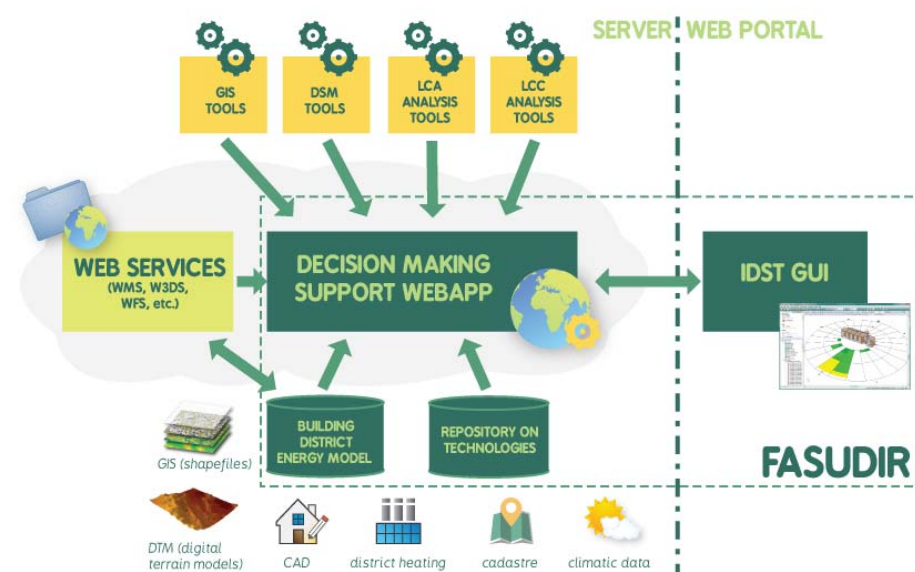 SERVER WEB PORTAL
GIS
TOOLS
DSM
TOOLS
LCA
ANALYSIS
TOOLS
LCC
ANALYSIS
TOOLS
WEB SERVICES
(WMS, W3DS,
WFS, etc.)
DECISION MAKING
SUPPORT WEBAPP
IDST GUI
BUILDING
DISTRICT
ENERGY MODEL
REPOSITORY ON
TECHNOLOGIES
GIS (shapefiles)
FASUDIR
DTM (digital
terrain models)
CAD
district heating
cadastre
climatic data